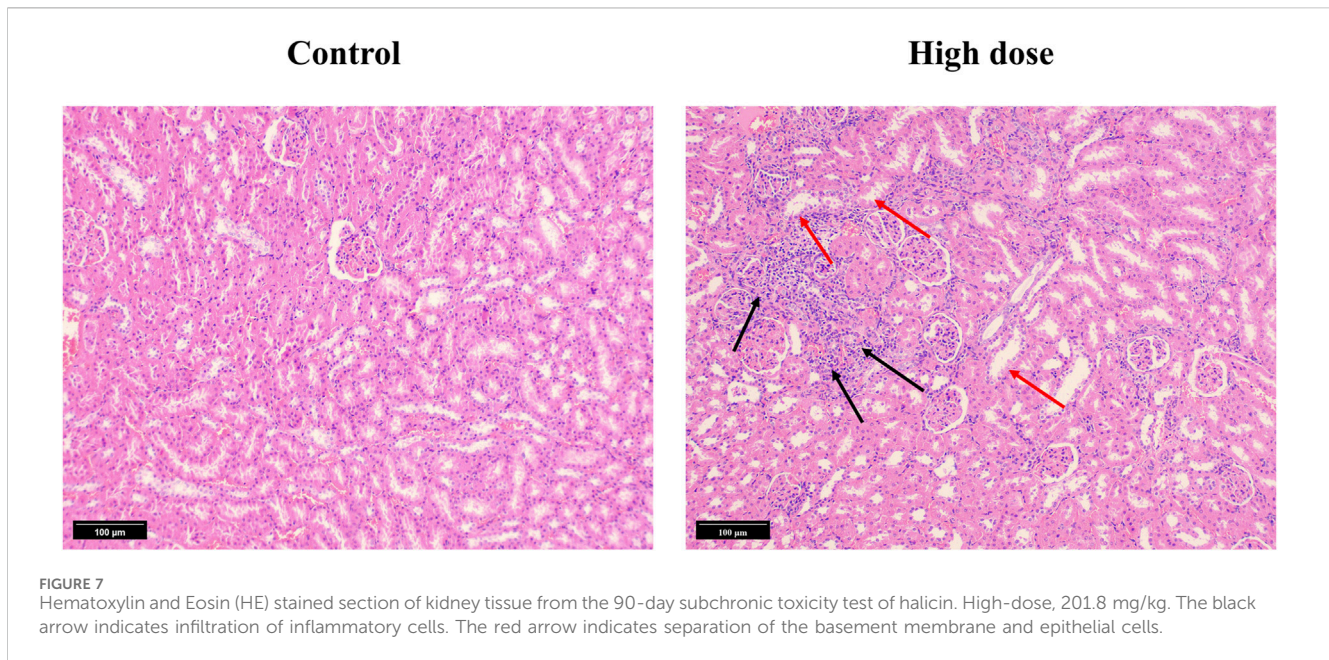 Control
High dose
100 µm
100 µm
FIGURE 7
Hematoxylin and Eosin (HE) stained section of kidney tissue from the 90-day subchronic toxicity test of halicin. High-dose, 201.8 mg/kg. The black
arrow indicates infiltration of inflammatory cells. The red arrow indicates separation of the basement membrane and epithelial cells.